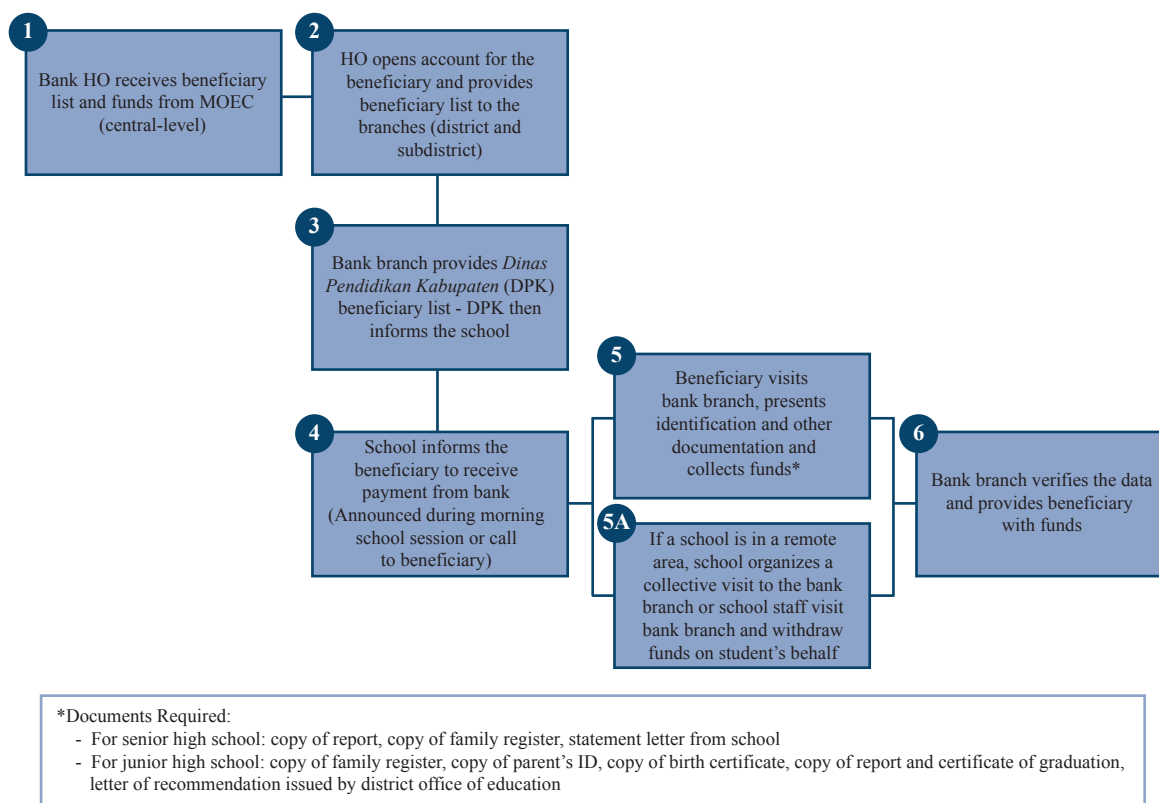 1
Bank HO receives beneficiary
list and funds from MOEC
(central-level)
2
HO opens account for the
beneficiary and provides
beneficiary list to the
branches (district and
subdistrict)
3
Bank branch provides Dinas
Pendidikan Kabupaten (DPK)
beneficiary list - DPK then
informs the school
4
School informs the
beneficiary to receive
payment from bank
(Announced during morning
school session or call
to beneficiary)
5
Beneficiary visits
bank branch, presents
identification and other
documentation and
collects funds*
5A
If a school is in a remote
area, school organizes a
collective visit to the bank
branch or school staff visit
bank branch and withdraw
funds on student’s behalf
6
Bank branch verifies the data
and provides beneficiary
with funds
*Documents Required:
- For senior high school: copy of report, copy of family register, statement letter from school
- For junior high school: copy of family register, copy of parent’s ID, copy of birth certificate, copy of report and certificate of graduation,
letter of recommendation issued by district office of education